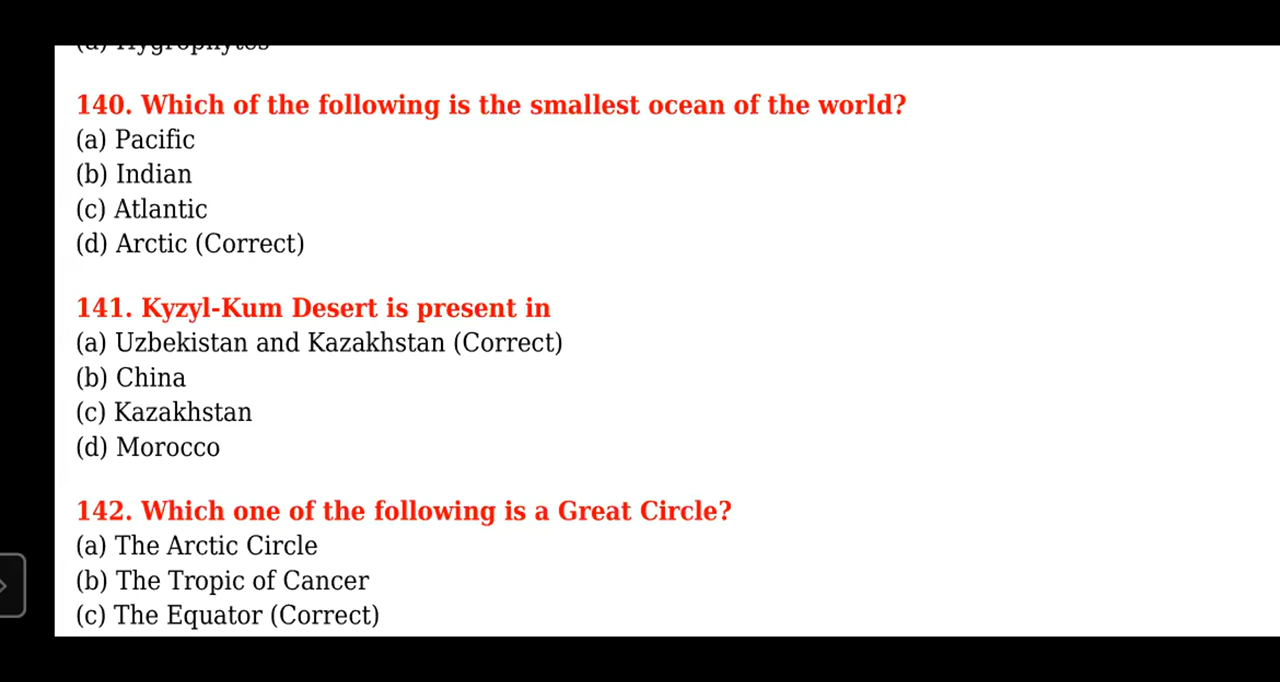 (d) Hygrophytes
140. Which of the following is the smallest ocean of the world?
(a) Pacific
(b) Indian
(c) Atlantic
(d) Arctic (Correct)
141. Kyzyl-Kum Desert is present in
(a) Uzbekistan and Kazakhstan (Correct)
(b) China
(c) Kazakhstan
(d) Morocco
142. Which one of the following is a Great Circle?
(a) The Arctic Circle
(b) The Tropic of Cancer
(c) The Equator (Correct)